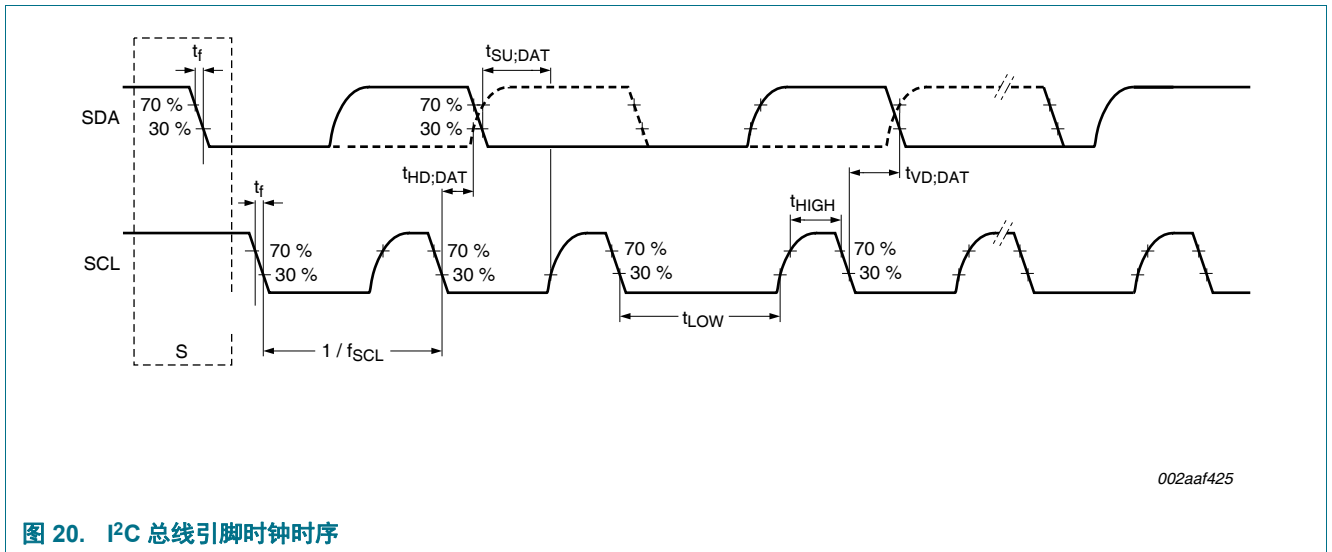 tf
tSU;DAT
SDA
70 %
30 %
70 %
30 %
tHD;DAT
tVD;DAT
tf
tHIGH
SCL
70 %
30 %
70 %
30 %
70 %
30 %
70 %
30 %
tLOW
S
1 / fSCL
002aaf425
图 20. I²C 总线引脚时钟时序